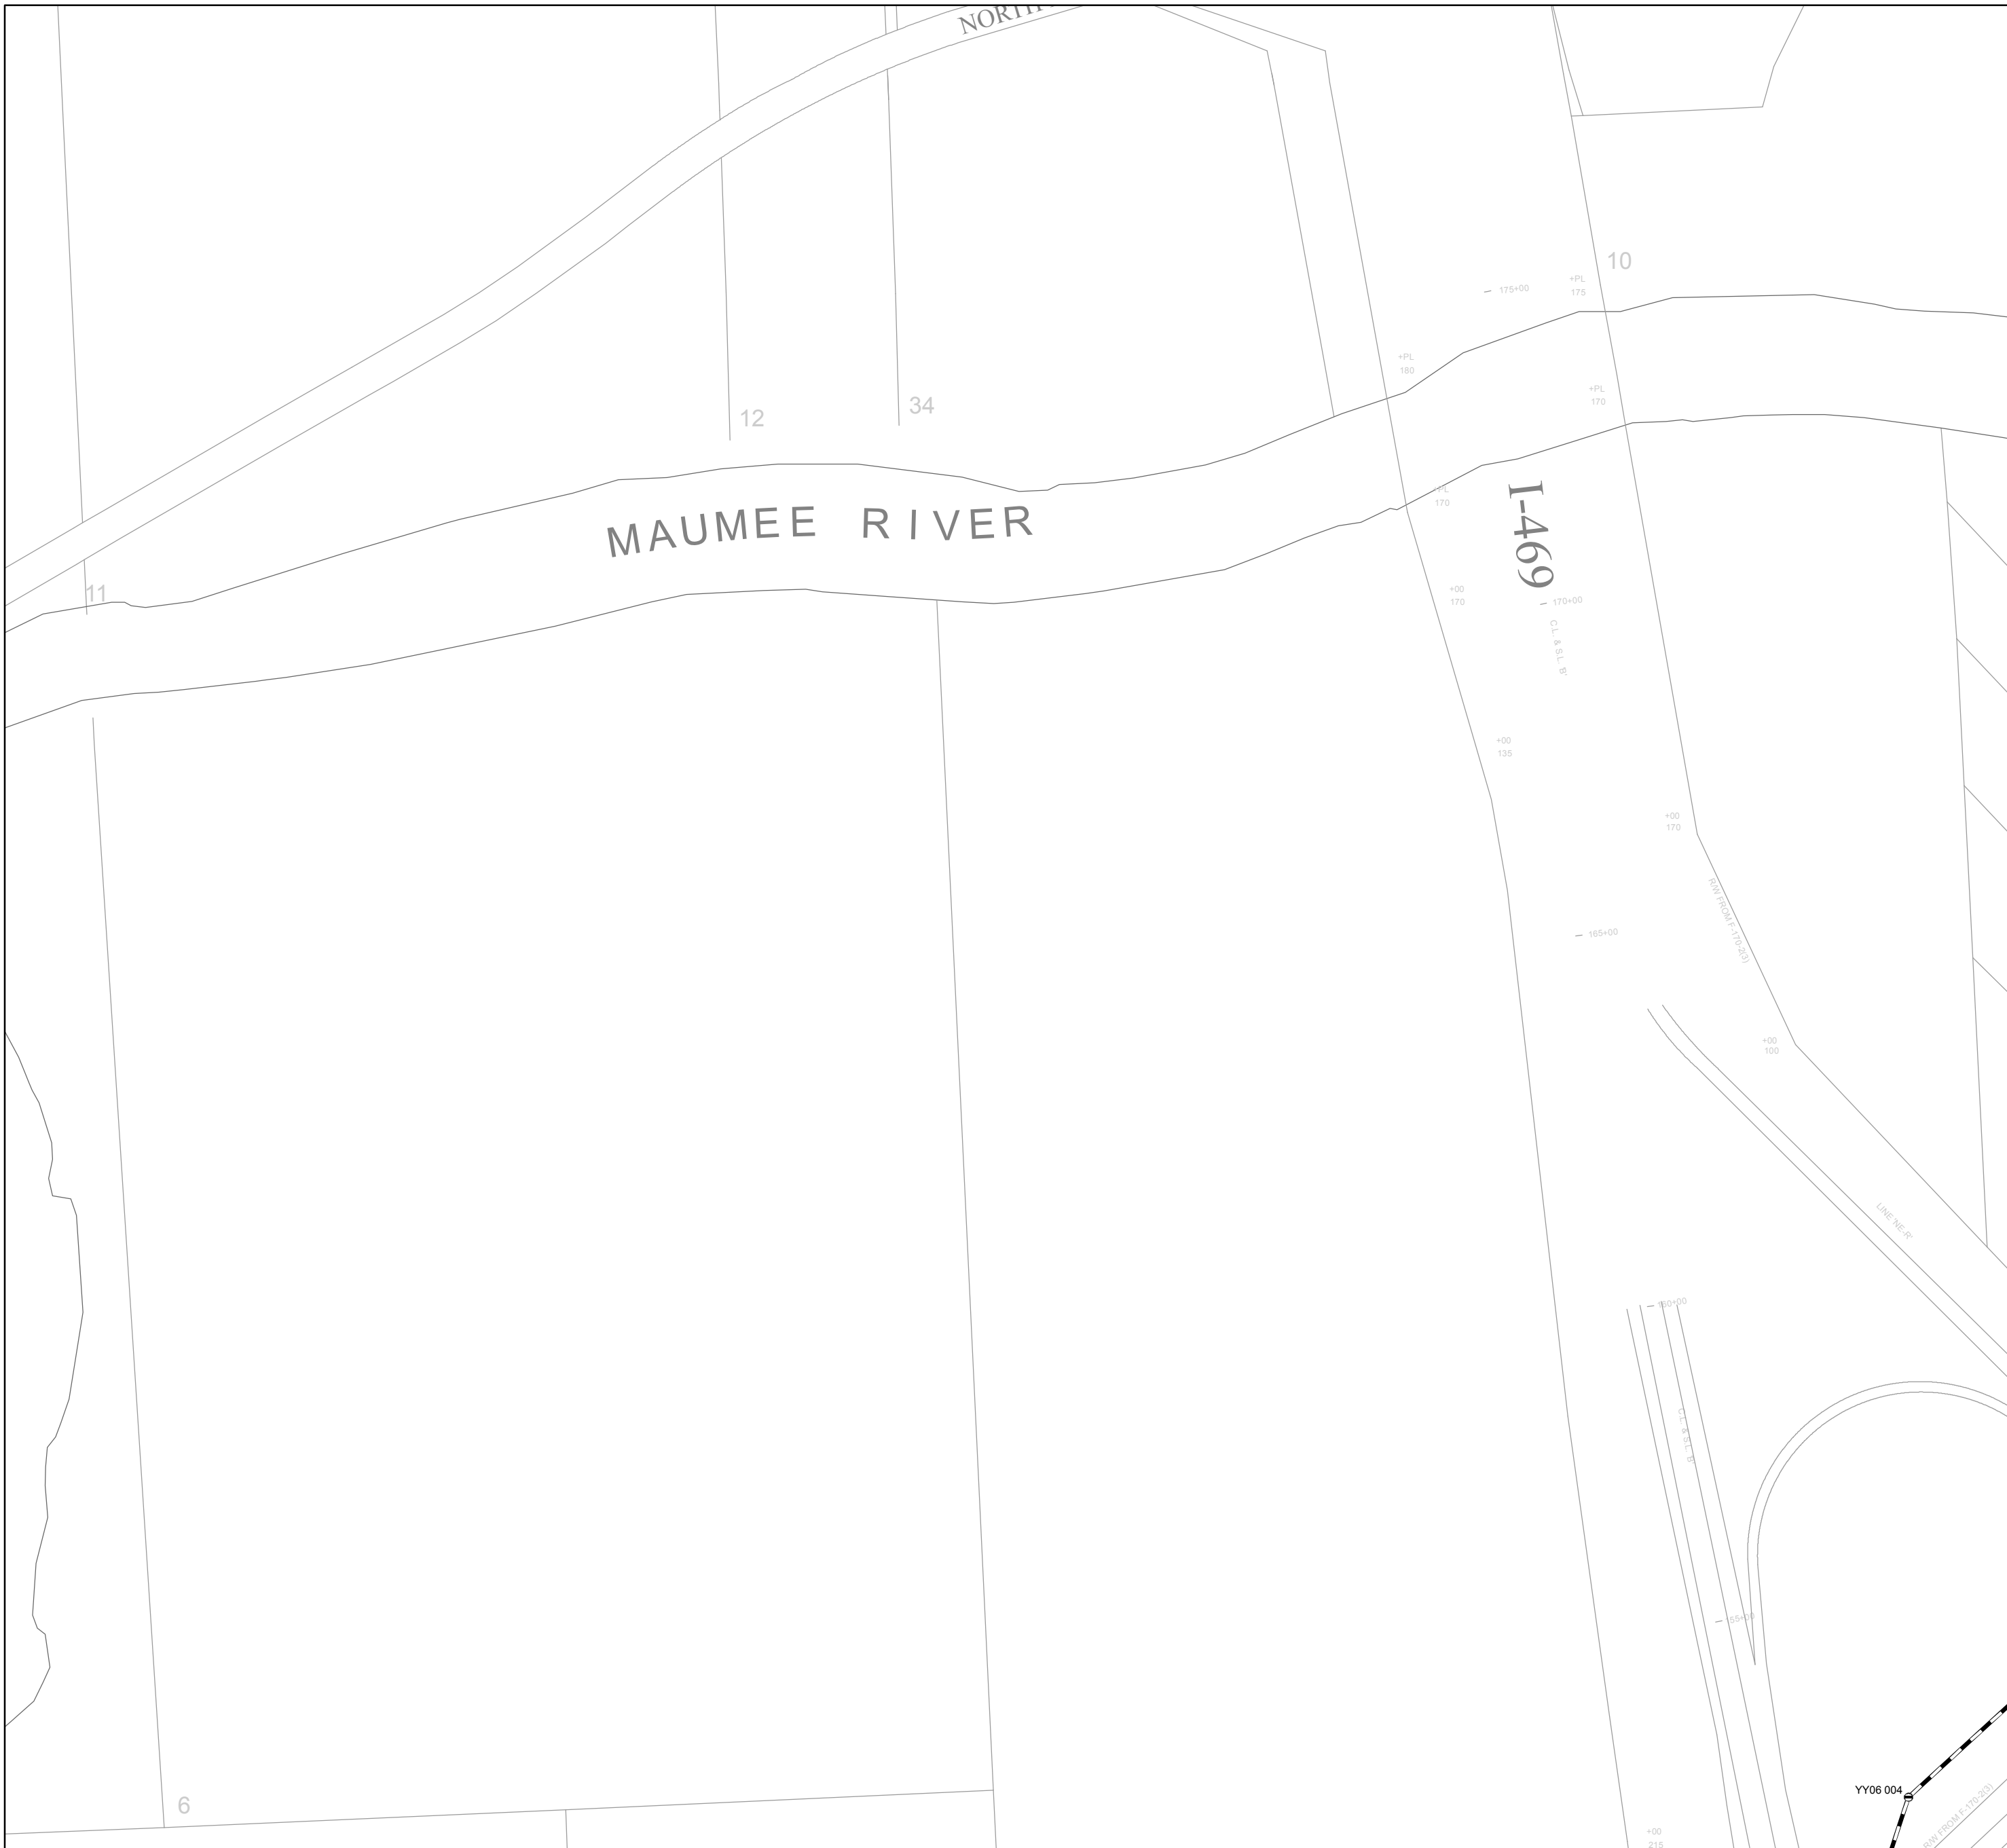 10
- 175+00
+PL
175
+PL
180
+PL
170
12
34
MAUMEE RIVER
+PL
170
I-469
11
+00
170
- 170+00
C.L. & S.L. 'B'
+00
135
+00
170
R/W FROM F-170-2(3)
- 165+00
+00
100
LINE 'NE-R'
- 160+00
C.L. & S.L. 'B'
- 155+00
YY06 004
6
R/W FROM F-170-2(3)
+00
215